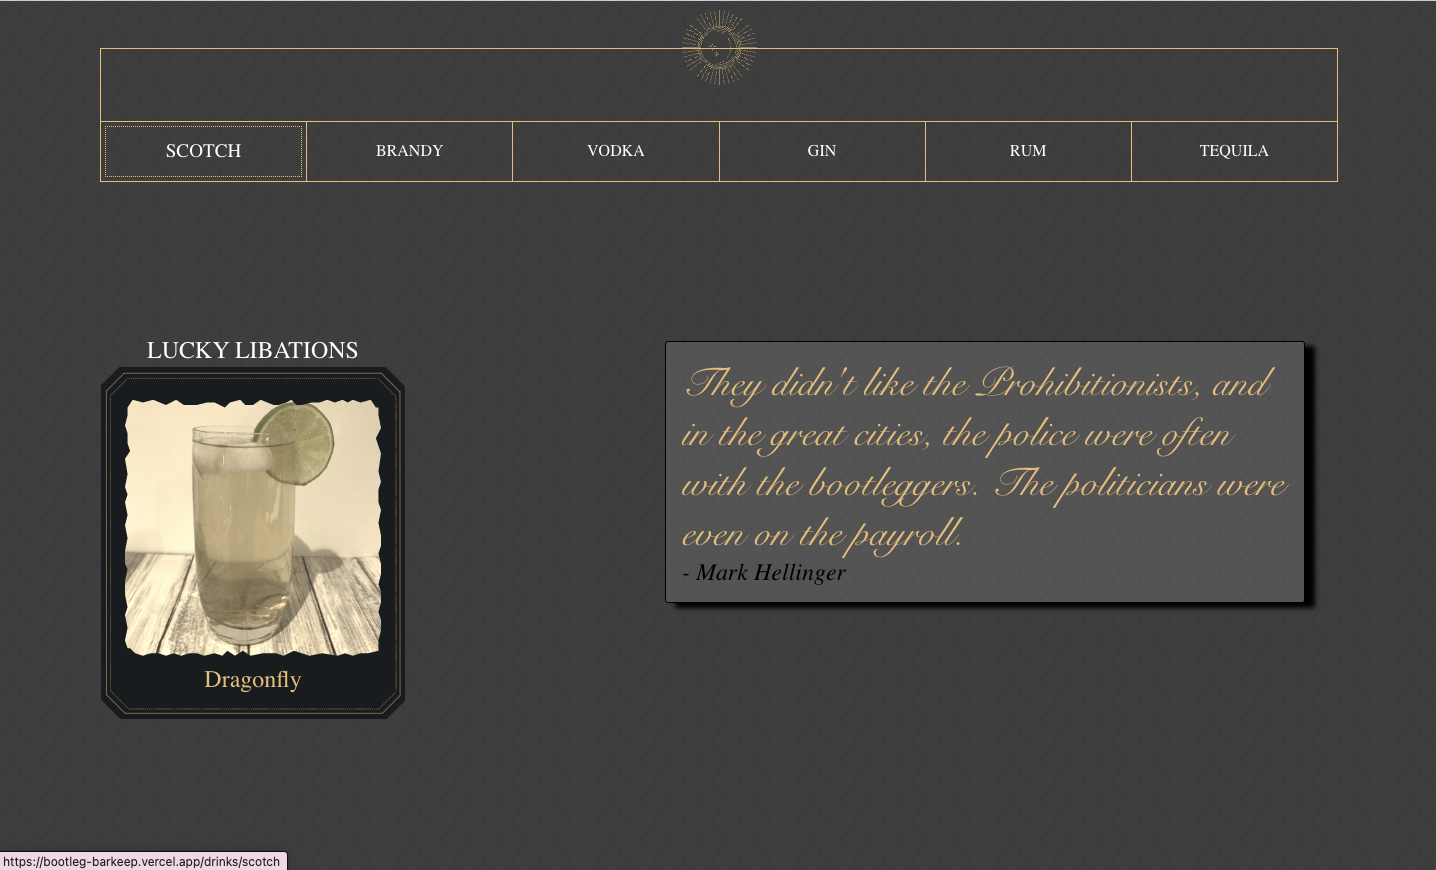 SCOTCH
BRANDY
VODKA
GIN
RUM
TEQUILA
LUCKY LIBATIONS
Dragonfly
They didn't like the Prohibitionists, and
in the great cities, the police were often
with the bootleggers. The politicians were
even on the payroll.
- Mark Hellinger
https://bootleg-barkeep.vercel.app/drinks/scotch